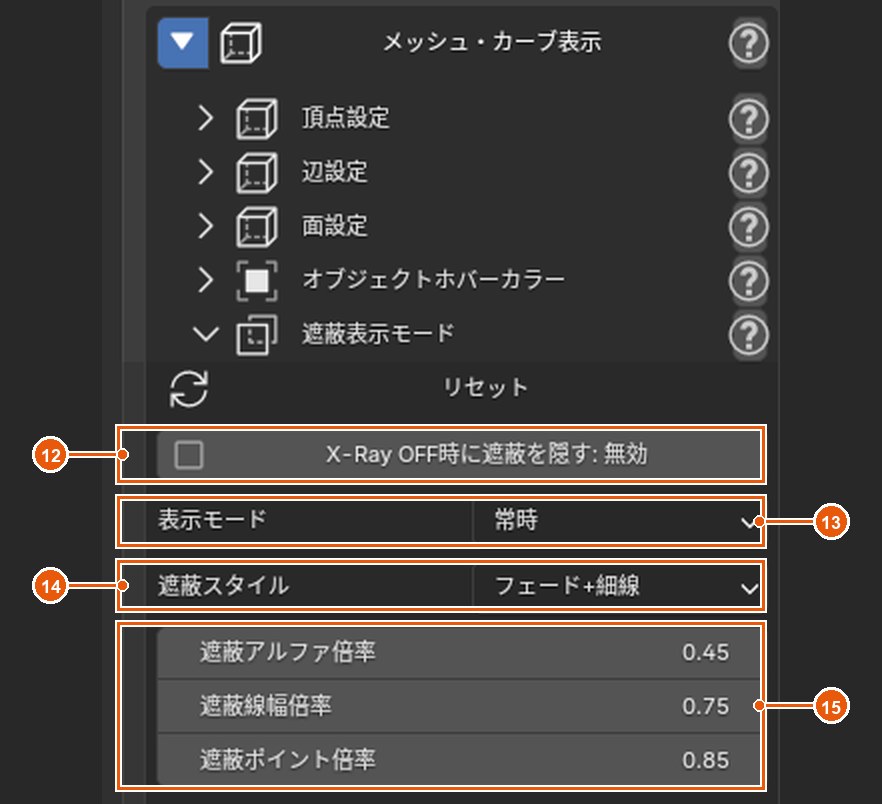 メッシュ・カーブ表示
頂点設定
辺設定
面設定
オブジェクトホバーカラー
遮蔽表示モード
リセット
12 X-Ray OFF時に遮蔽を隠す: 無効
表示モード 常時 13
14 遮蔽スタイル フェード+細線
遮蔽アルファ倍率 0.45
遮蔽線幅倍率 0.75 15
遮蔽ポイント倍率 0.85